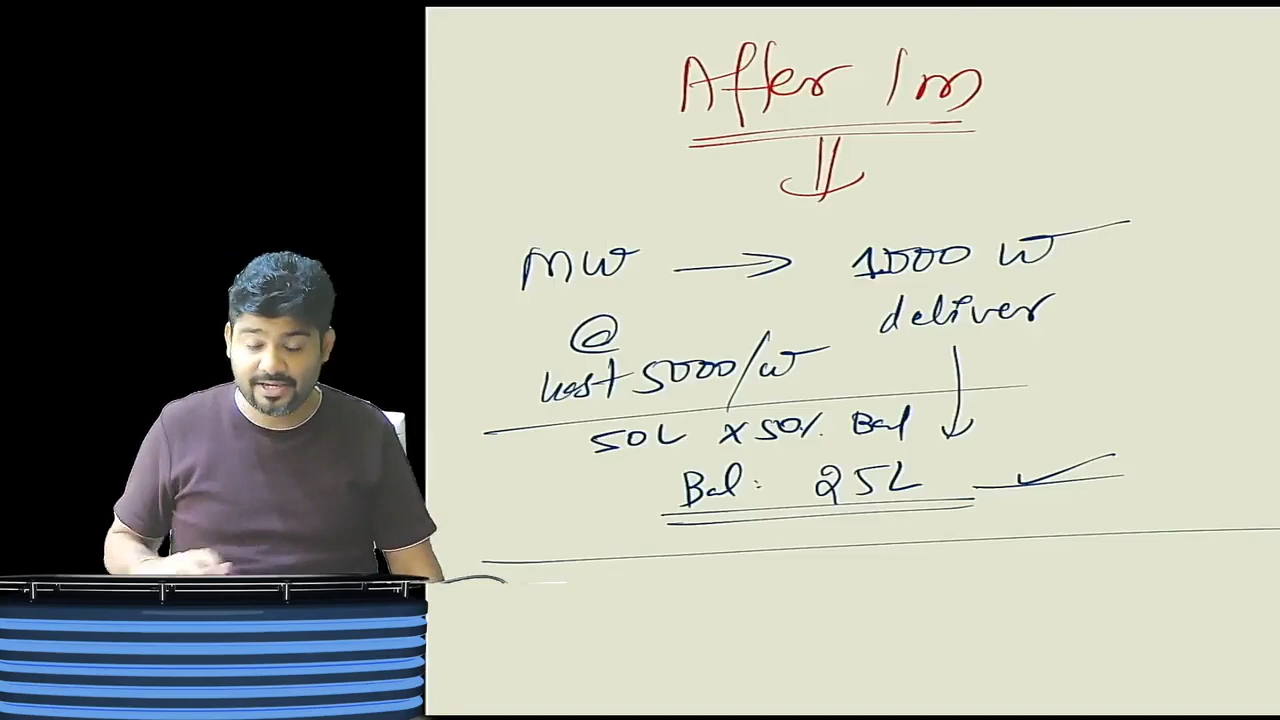 After 1m
MW → 1000 W
@ deliver
cost 5000/W
50L x 50% Bal
Bal: 25L